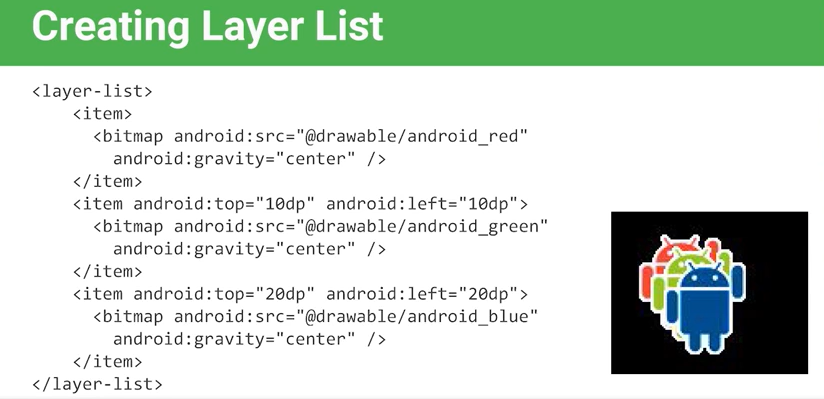 Creating Layer List
<layer-list>
    <item>
      <bitmap android:src="@drawable/android_red"
        android:gravity="center" />
    </item>
    <item android:top="10dp" android:left="10dp">
      <bitmap android:src="@drawable/android_green"
        android:gravity="center" />
    </item>
    <item android:top="20dp" android:left="20dp">
      <bitmap android:src="@drawable/android_blue"
        android:gravity="center" />
    </item>
</layer-list>